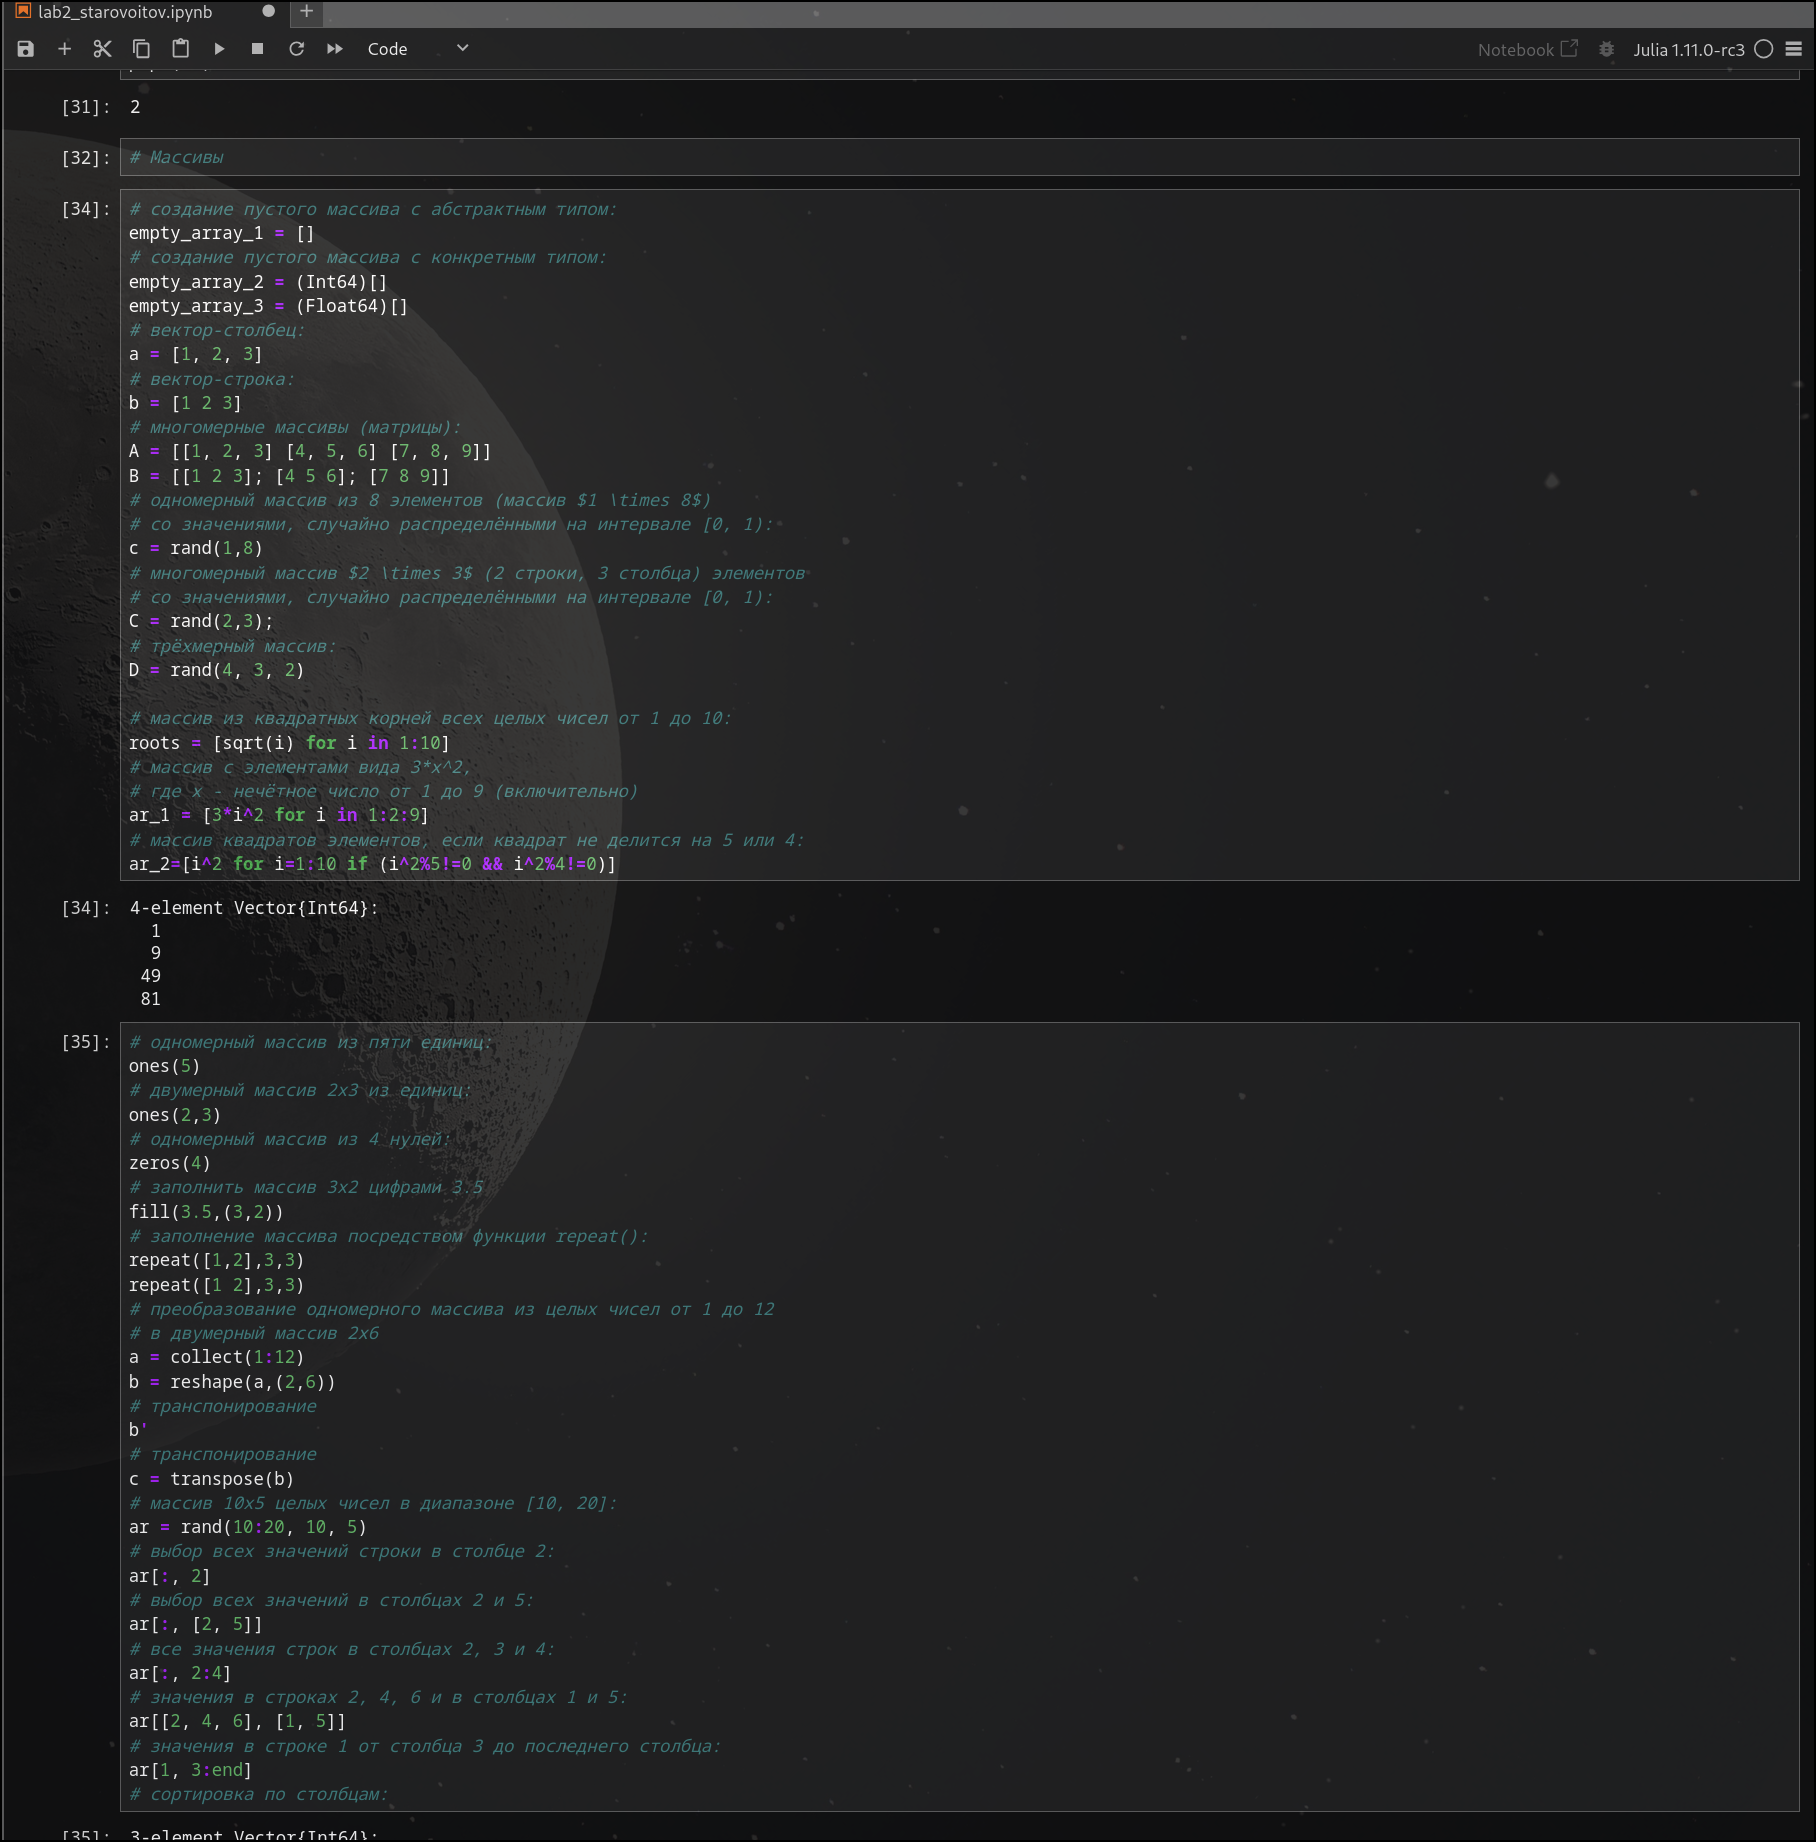 lab2_starovoitov.ipynb
Code
Notebook
Julia 1.11.0-rc3
[31]: 2
[32]: # Массивы
[34]: # создание пустого массива с абстрактным типом:
empty_array_1 = []
# создание пустого массива с конкретным типом:
empty_array_2 = (Int64)[]
empty_array_3 = (Float64)[]
# вектор-столбец:
a = [1, 2, 3]
# вектор-строка:
b = [1 2 3]
# многомерные массивы (матрицы):
A = [[1, 2, 3] [4, 5, 6] [7, 8, 9]]
B = [[1 2 3]; [4 5 6]; [7 8 9]]
# одномерный массив из 8 элементов (массив $1 \times 8$)
# со значениями, случайно распределёнными на интервале [0, 1):
c = rand(1,8)
# многомерный массив $2 \times 3$ (2 строки, 3 столбца) элементов
# со значениями, случайно распределёнными на интервале [0, 1):
C = rand(2,3);
# трёхмерный массив:
D = rand(4, 3, 2)
# массив из квадратных корней всех целых чисел от 1 до 10:
roots = [sqrt(i) for i in 1:10]
# массив с элементами вида 3*x^2,
# где x - нечётное число от 1 до 9 (включительно)
ar_1 = [3*i^2 for i in 1:2:9]
# массив квадратов элементов, если квадрат не делится на 5 или 4:
ar_2=[i^2 for i=1:10 if (i^2%5!=0 && i^2%4!=0)]
[34]: 4-element Vector{Int64}:
1
9
49
81
[35]: # одномерный массив из пяти единиц:
ones(5)
# двумерный массив 2x3 из единиц:
ones(2,3)
# одномерный массив из 4 нулей:
zeros(4)
# заполнить массив 3x2 цифрами 3.5
fill(3.5,(3,2))
# заполнение массива посредством функции repeat():
repeat([1,2],3,3)
repeat([1 2],3,3)
# преобразование одномерного массива из целых чисел от 1 до 12
# в двумерный массив 2x6
a = collect(1:12)
b = reshape(a,(2,6))
# транспонирование
b'
# транспонирование
c = transpose(b)
# массив 10x5 целых чисел в диапазоне [10, 20]:
ar = rand(10:20, 10, 5)
# выбор всех значений строки в столбце 2:
ar[:, 2]
# выбор всех значений в столбцах 2 и 5:
ar[:, [2, 5]]
# все значения строк в столбцах 2, 3 и 4:
ar[:, 2:4]
# значения в строках 2, 4, 6 и в столбцах 1 и 5:
ar[[2, 4, 6], [1, 5]]
# значения в строке 1 от столбца 3 до последнего столбца:
ar[1, 3:end]
# сортировка по столбцам:
[35]: 3-element Vector{Int64}: